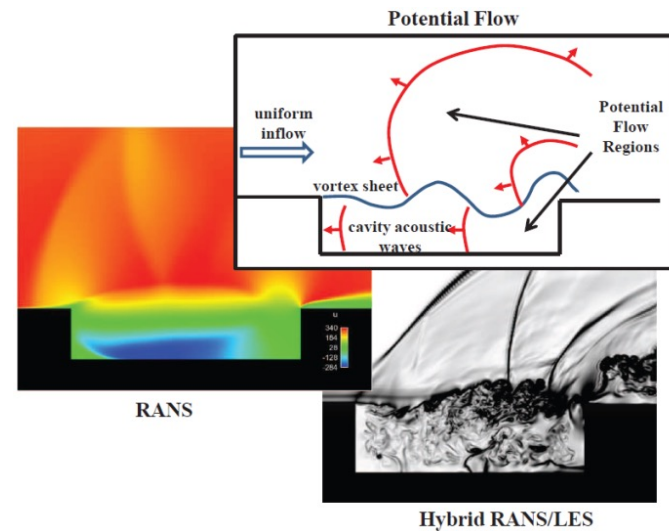 Potential Flow
uniform
inflow
Potential
Flow
Regions
vortex sheet
cavity acoustic
waves
u
340
184
28
-128
-284
RANS
Hybrid RANS/LES